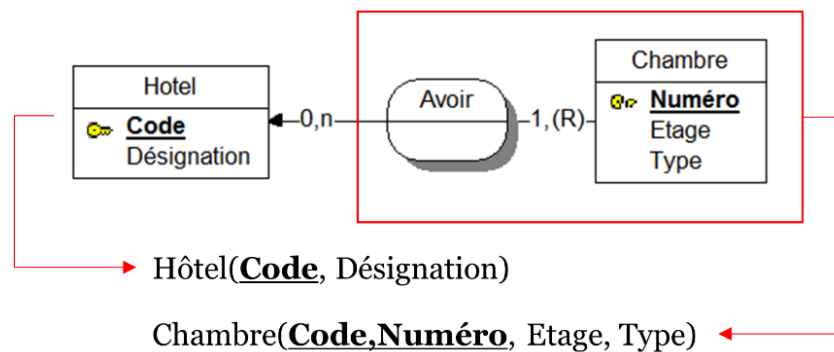 Hotel
Code
Désignation
0,n
Avoir
1,(R)
Chambre
Numéro
Etage
Type
Hôtel(Code, Désignation)
Chambre(Code,Numéro, Etage, Type)